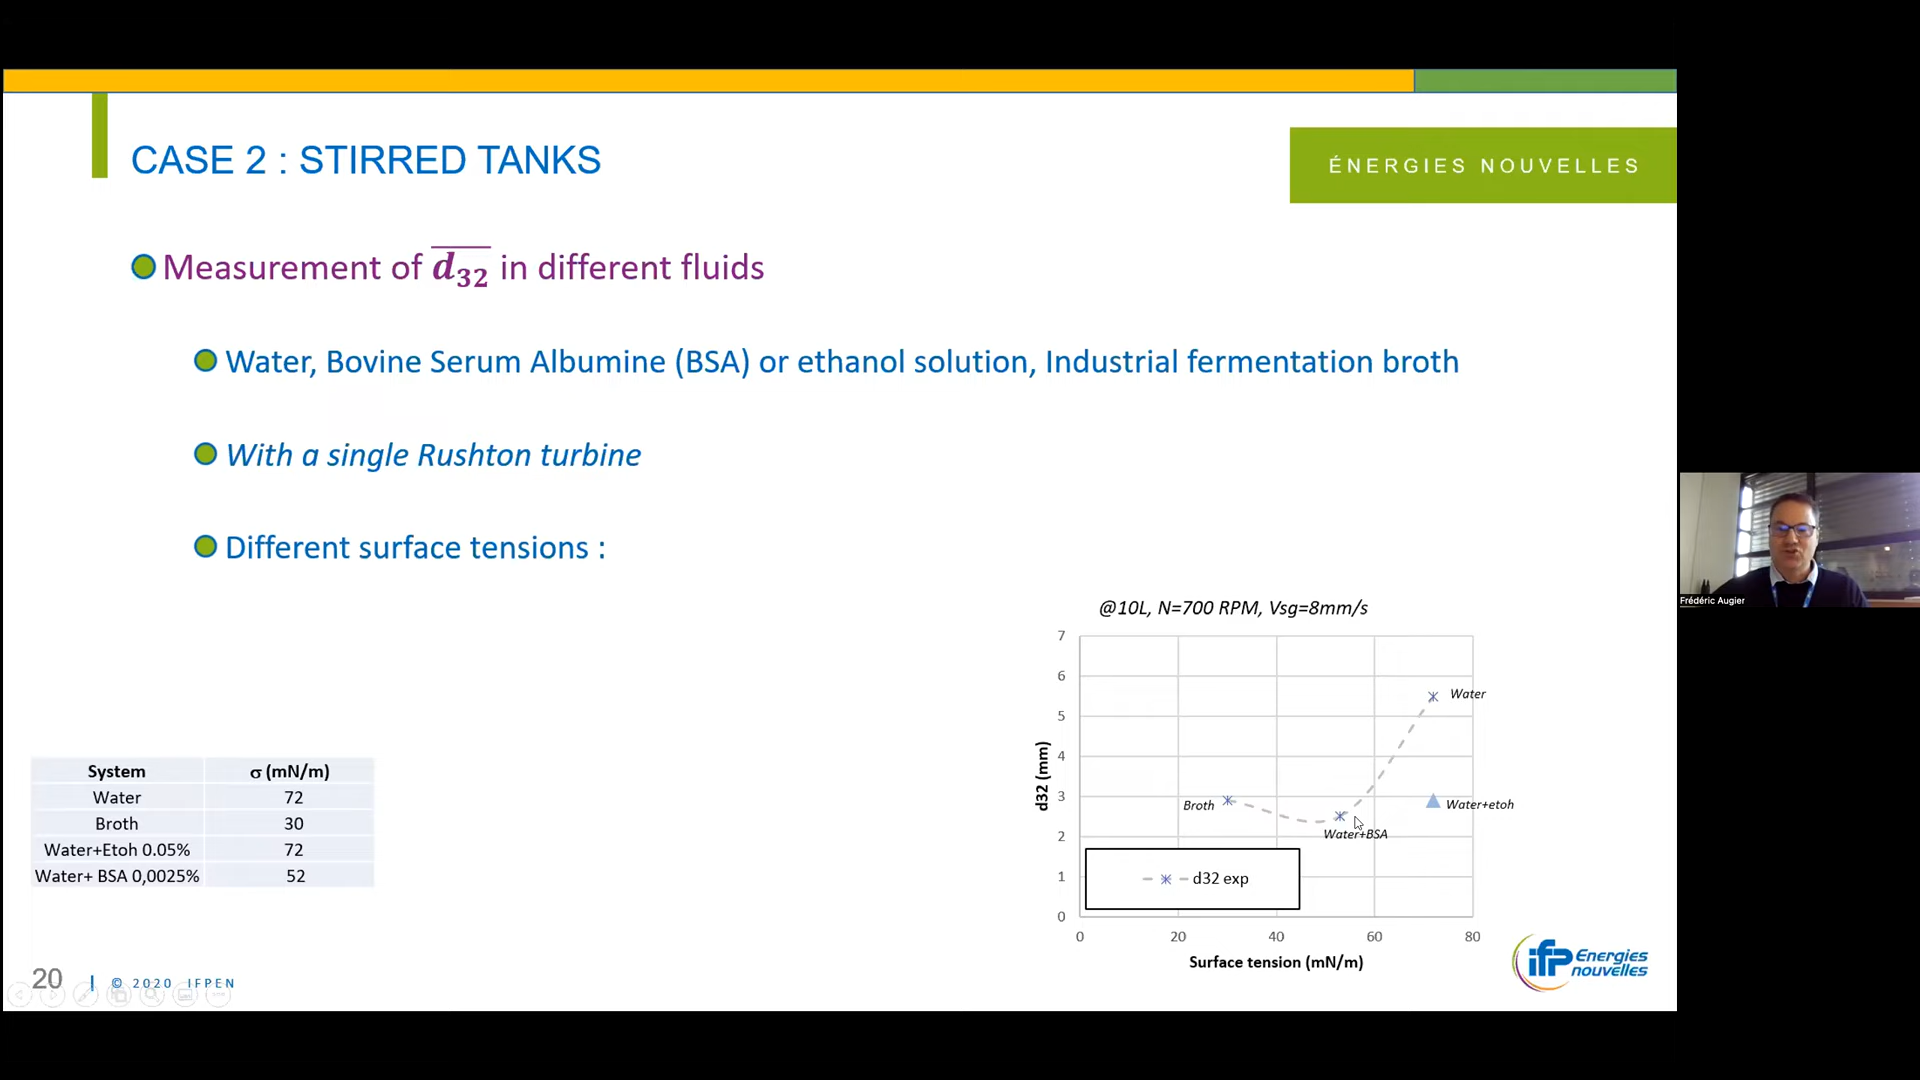 CASE 2 : STIRRED TANKS
ÉNERGIES NOUVELLES
Measurement of d32 in different fluids
Water, Bovine Serum Albumine (BSA) or ethanol solution, Industrial fermentation broth
With a single Rushton turbine
Different surface tensions :
Frédéric Augier
@10L, N=700 RPM, Vsg=8mm/s
7
6
5
4
3
2
1
0
d32 (mm)
Water
Broth
Water+etoh
Water+BSA
d32 exp
0 20 40 60 80
Surface tension (mN/m)
System σ (mN/m)
Water 72
Broth 30
Water+Etoh 0.05% 72
Water+ BSA 0,0025% 52
20 | © 2020 IFPEN
ifp Energies
nouvelles